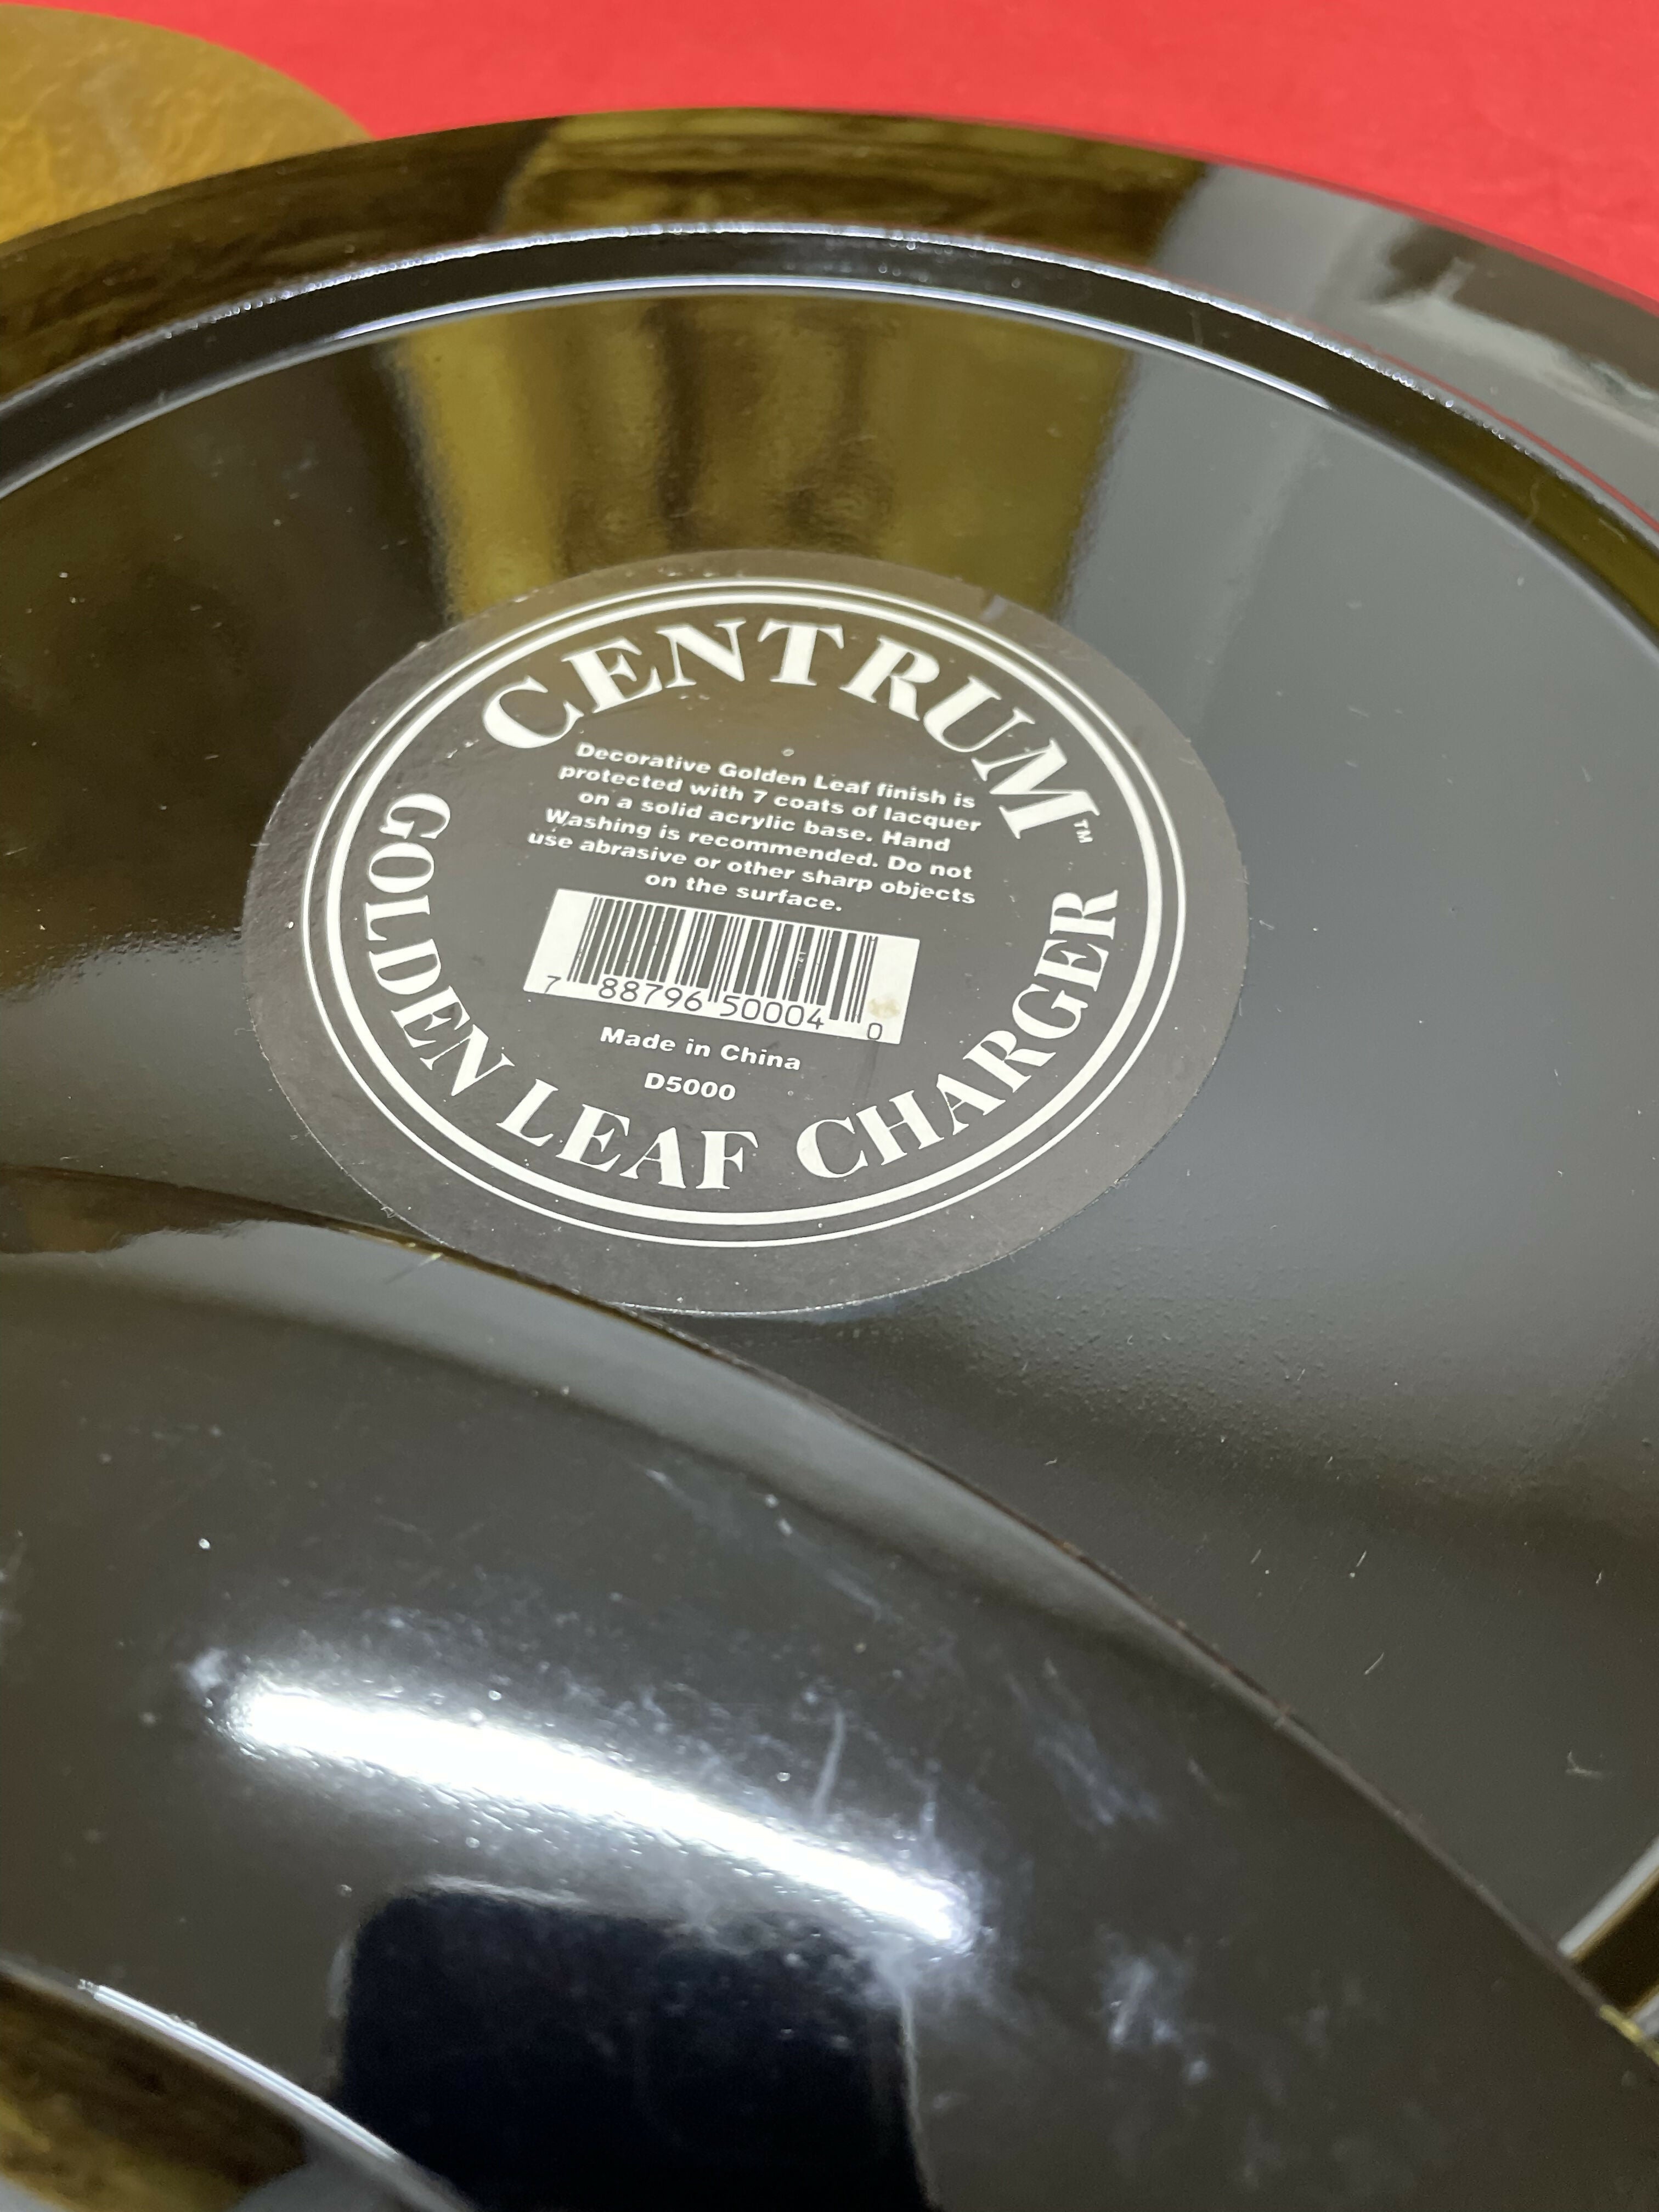 CENTRUM™
Decorative Golden Leaf finish is
protected with 7 coats of lacquer
on a solid acrylic base. Hand
Washing is recommended. Do not
use abrasive or other sharp objects
on the surface.
7 88796 50004 0
Made in China
D5000
GOLDEN LEAF CHARGER